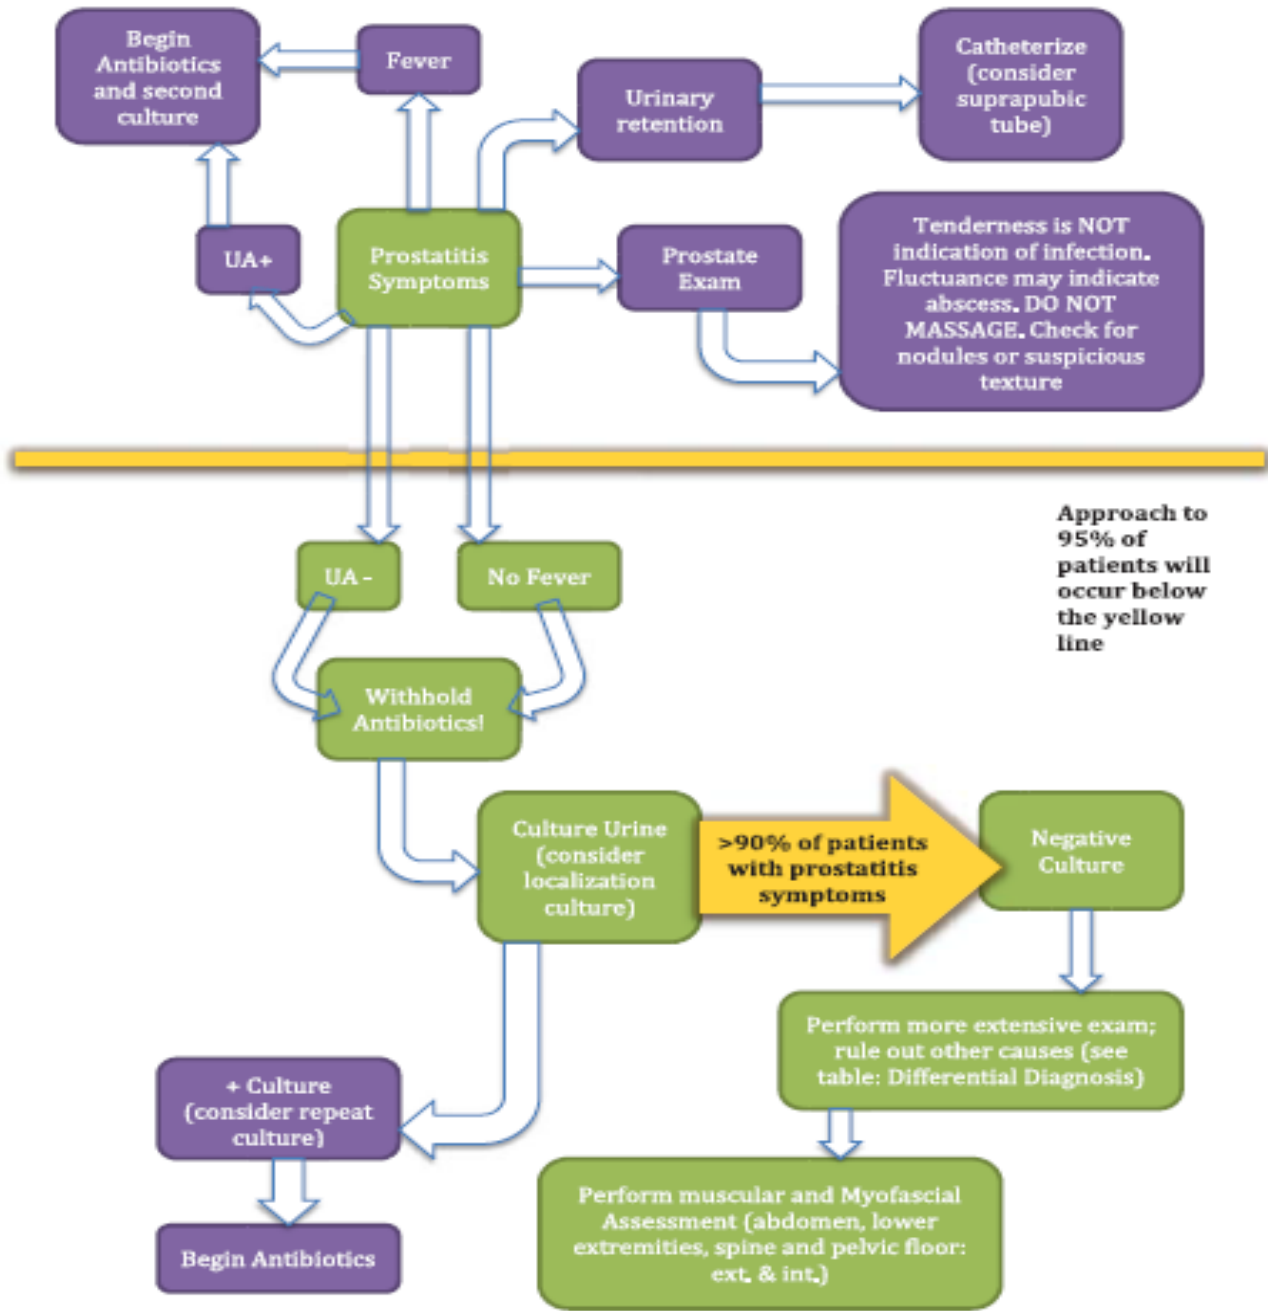 Begin
Antibiotics
and second
culture
Fever
Urinary
retention
Catheterize
(consider
suprapubic
tube)
UA+
Prostatitis
Symptoms
Prostate
Exam
Tenderness is NOT
indication of infection.
Fluctuance may indicate
abscess. DO NOT
MASSAGE. Check for
nodules or suspicious
texture
Approach to
95% of
patients will
occur below
the yellow
line
UA -
No Fever
Withhold
Antibiotics!
Culture Urine
(consider
localization
culture)
>90% of patients
with prostatitis
symptoms
Negative
Culture
Perform more extensive exam;
rule out other causes (see
table: Differential Diagnosis)
+ Culture
(consider repeat
culture)
Begin Antibiotics
Perform muscular and Myofascial
Assessment (abdomen, lower
extremities, spine and pelvic floor:
ext. & int.)